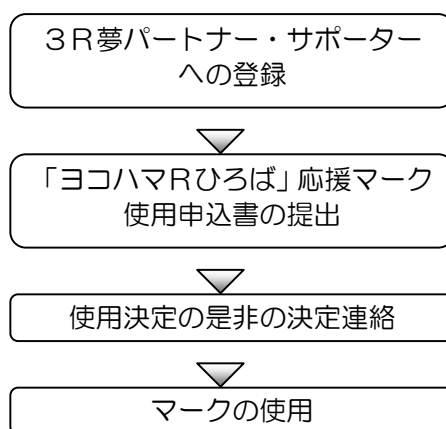 ３Ｒ夢パートナー・サポーター
への登録
「ヨコハマＲひろば」応援マーク
使用申込書の提出
使用決定の是非の決定連絡
マークの使用